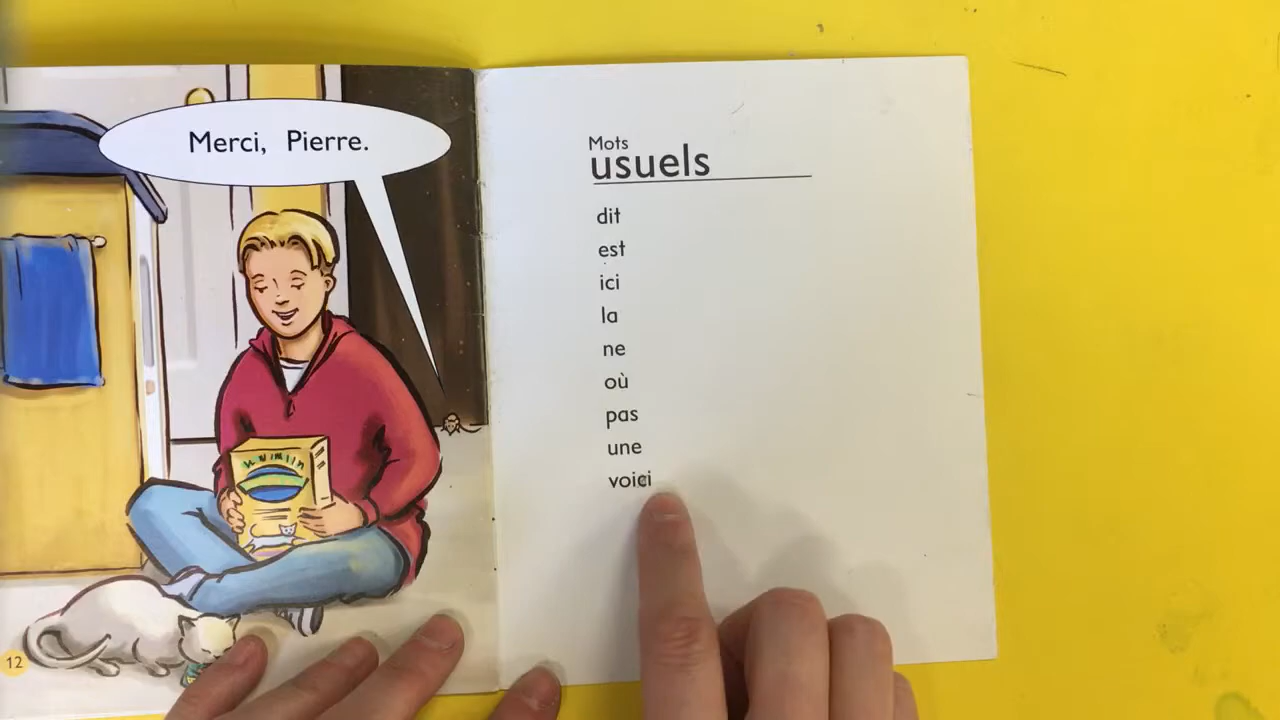 Merci, Pierre.
12
Mots
usuels
dit
est
ici
la
ne
où
pas
une
voici